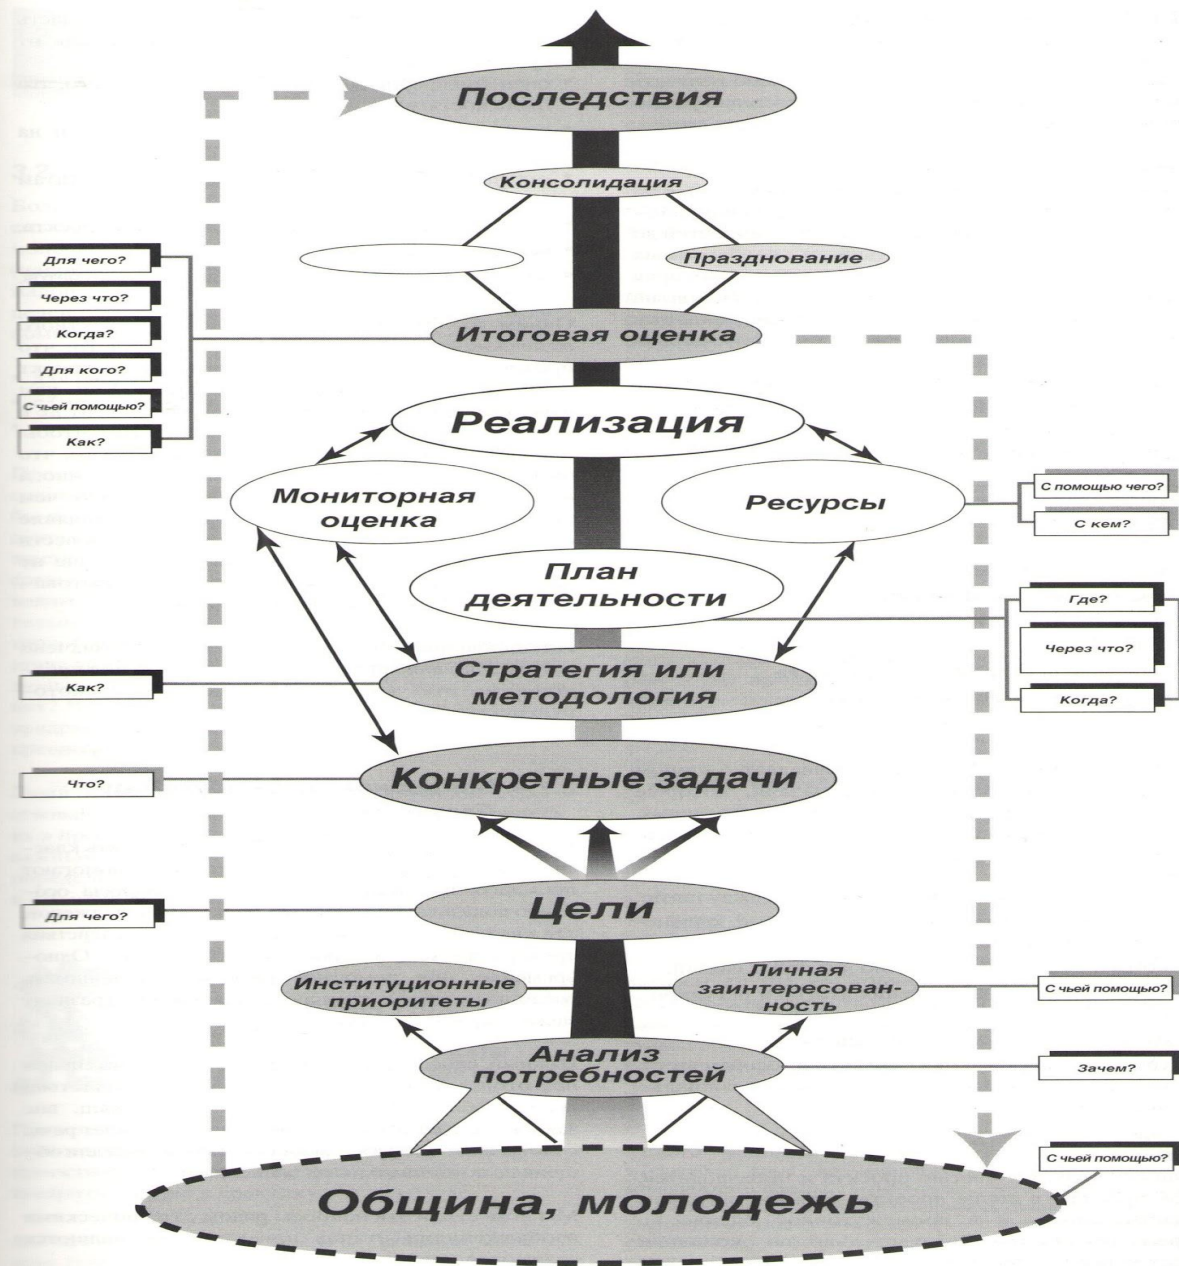 Последствия
Консолидация
Для чего?
Празднование
Через что?
Когда?
Итоговая оценка
Для кого?
С чьей помощью?
Как?
Реализация
Мониторная
оценка
Ресурсы
С помощью чего?
С кем?
План
деятельности
Где?
Через что?
Когда?
Стратегия или
методология
Как?
Конкретные задачи
Что?
Цели
Для чего?
Институционные
приоритеты
Личная
заинтересован-
ность
С чьей помощью?
Анализ
потребностей
Зачем?
С чьей помощью?
Община, молодежь